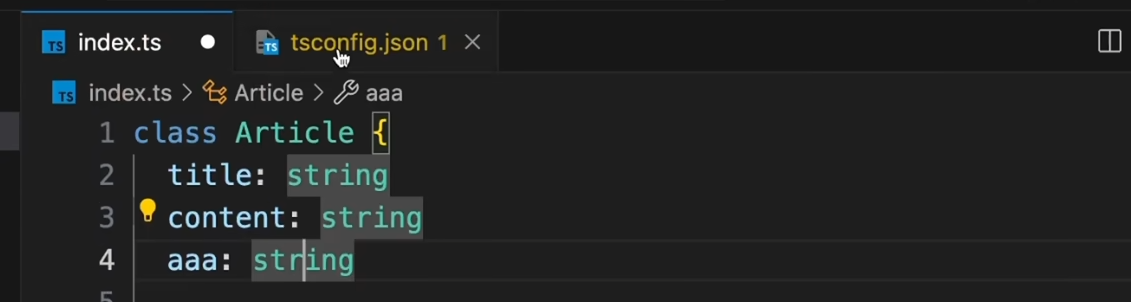 TS index.ts TS tsconfig.json 1
TS index.ts > Article > aaa
1 class Article {
2 title: string
3 content: string
4 aaa: string
5